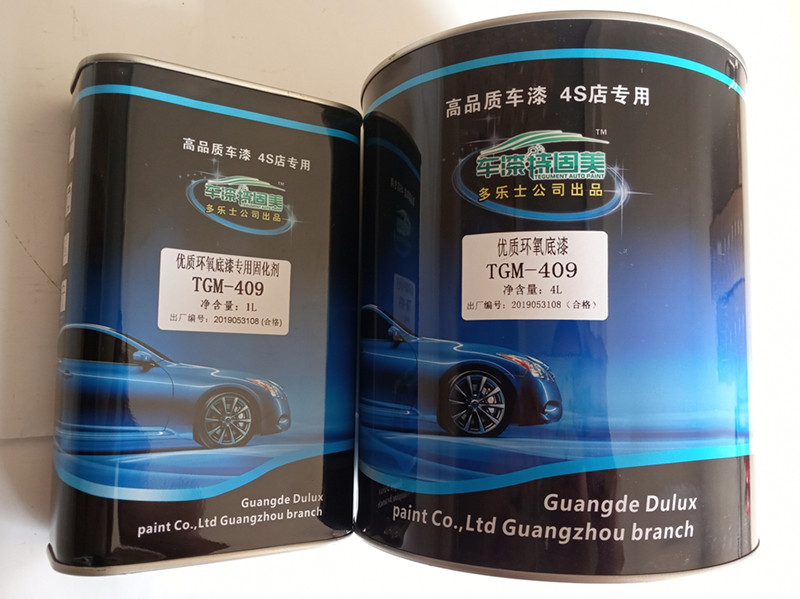 高品质车漆 4S店专用
车漆特固美
TEGUMENT AUTO PAINT
多乐士公司出品
优质环氧底漆专用固化剂
TGM-409
净含量：1L
出厂编号：2019053108(合格)
Guangde Dulux
paint Co.,Ltd Guangzhou branch
高品质车漆 4S店专用
车漆特固美
TM
TEGUMENT AUTO PAINT
多乐士公司出品
优质环氧底漆
TGM-409
净含量：4L
出厂编号：2019053108（合格）
Guangde Dulux
paint Co.,Ltd Guangzhou branch